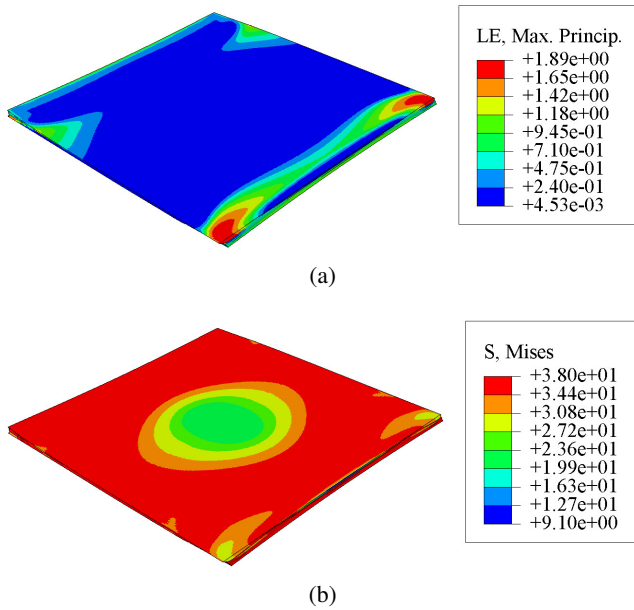 LE, Max. Princip.
+1.89e+00
+1.65e+00
+1.42e+00
+1.18e+00
+9.45e-01
+7.10e-01
+4.75e-01
+2.40e-01
+4.53e-03
(a)
S, Mises
+3.80e+01
+3.44e+01
+3.08e+01
+2.72e+01
+2.36e+01
+1.99e+01
+1.63e+01
+1.27e+01
+9.10e+00
(b)